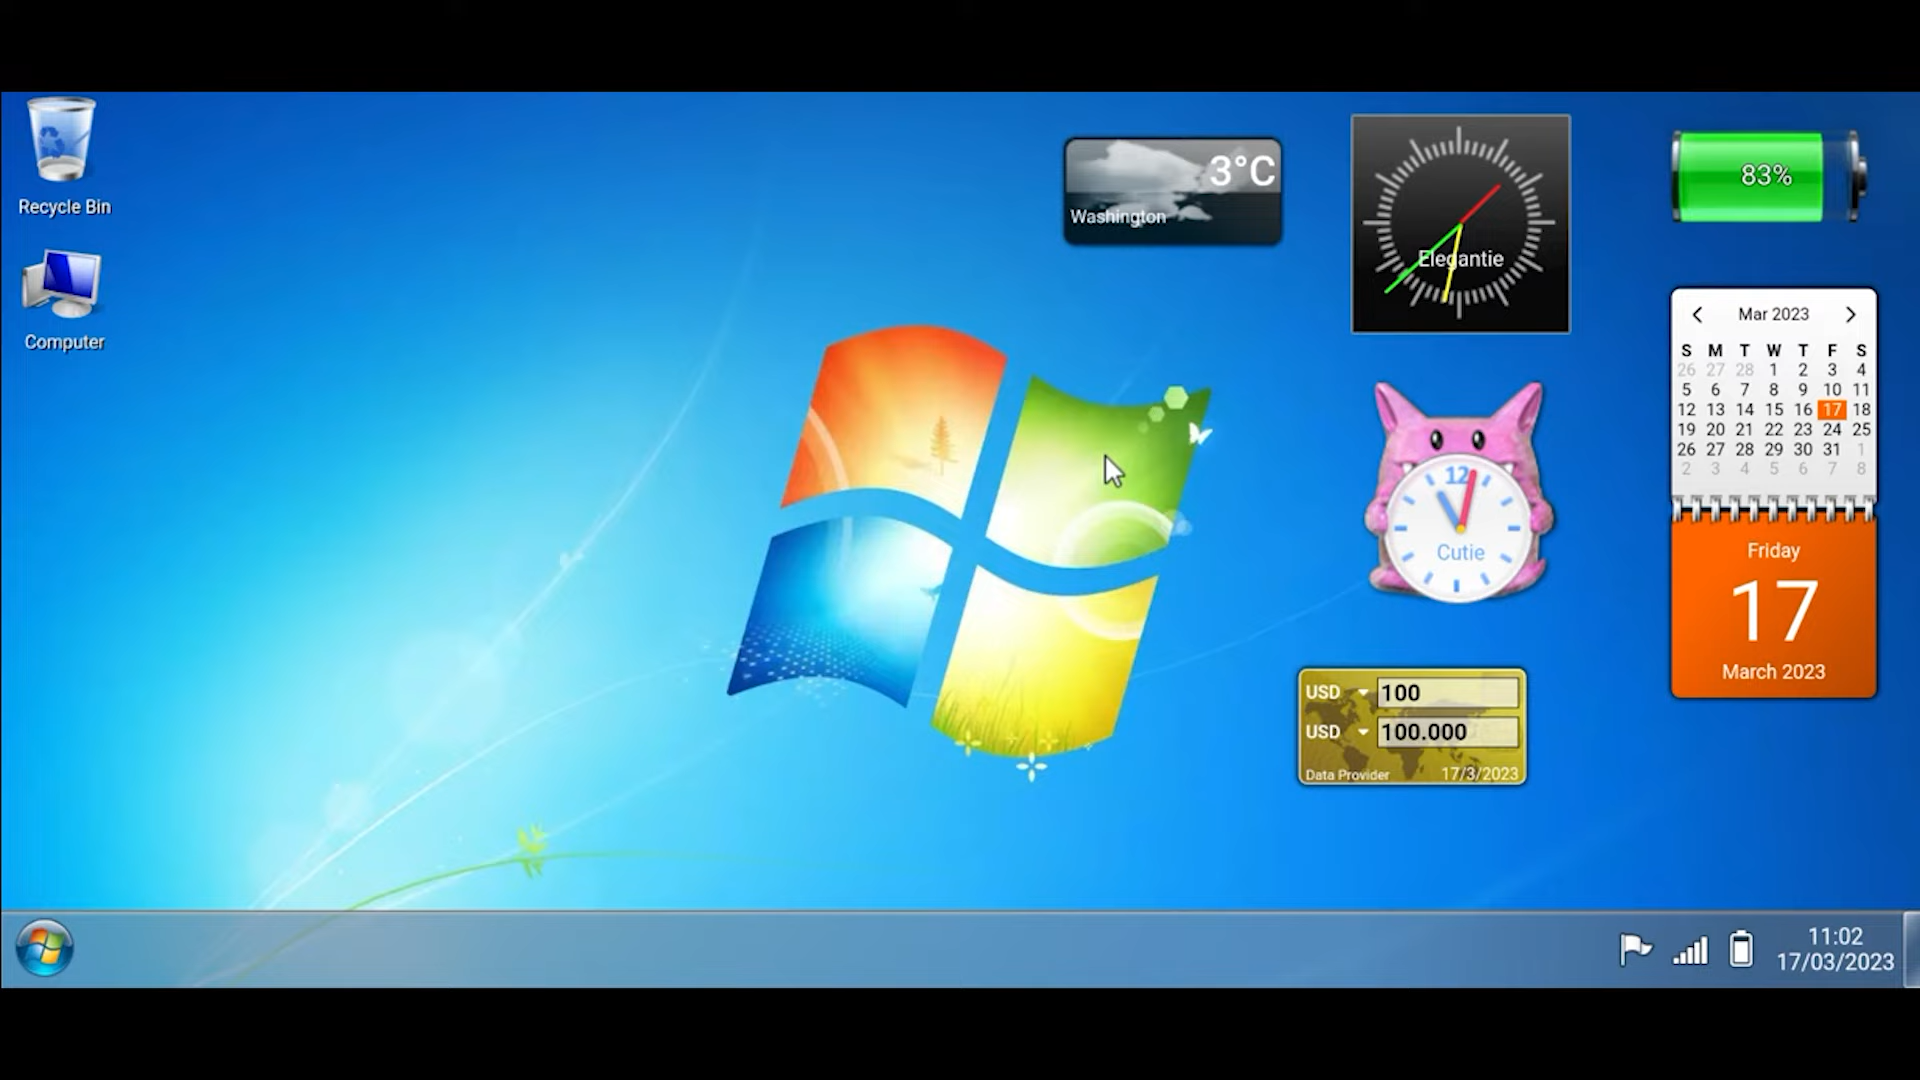 Recycle Bin
Computer
3°C
Washington
Elegantie
83%
12
Cutie
USD 100
USD 100.000
Data Provider 17/3/2023
Mar 2023
S M T W T F S
26 27 28 1 2 3 4
5 6 7 8 9 10 11
12 13 14 15 16 17 18
19 20 21 22 23 24 25
26 27 28 29 30 31 1
2 3 4 5 6 7 8
Friday
17
March 2023
11:02
17/03/2023